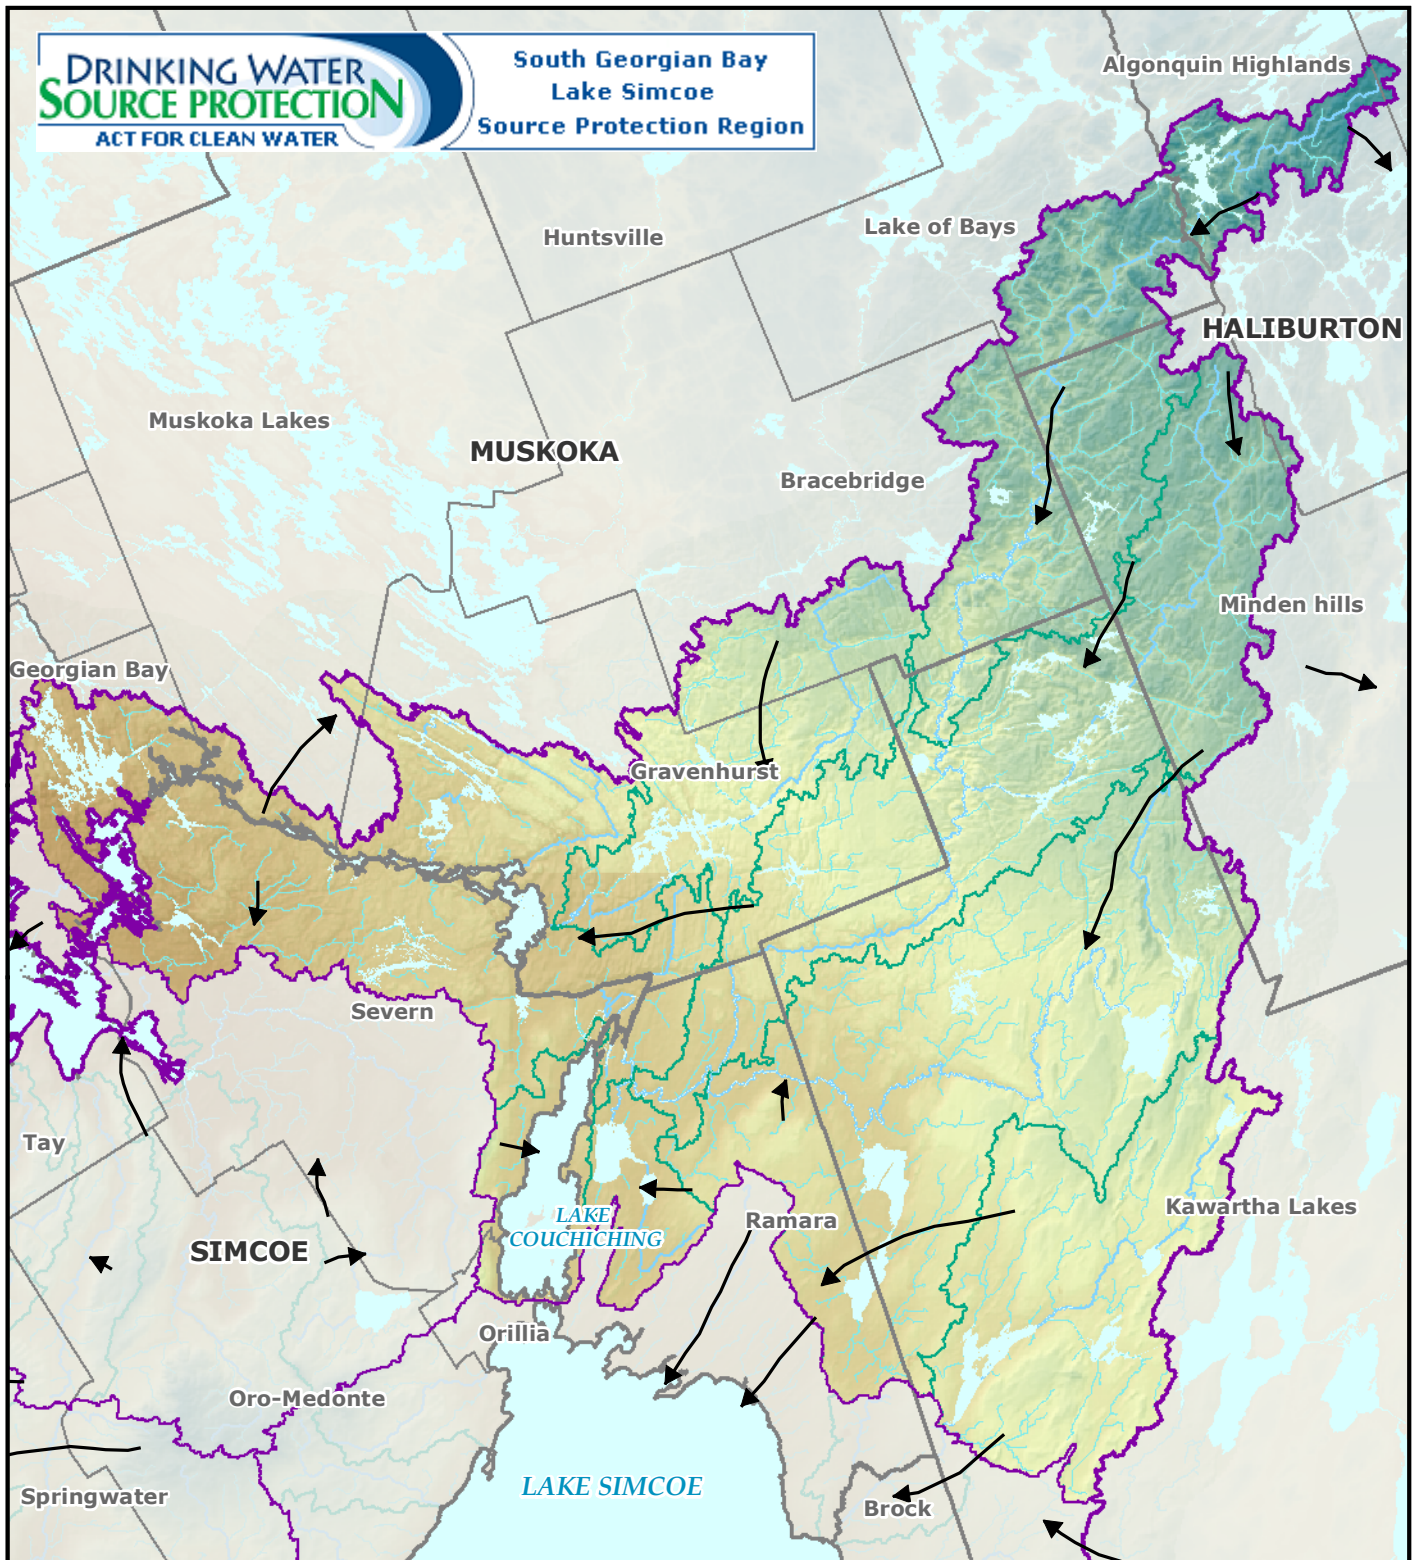 DRINKING WATER
SOURCE PROTECTION
ACT FOR CLEAN WATER
South Georgian Bay
Lake Simcoe
Source Protection Region
Algonquin Highlands
Lake of Bays
Huntsville
HALIBURTON
Muskoka Lakes
MUSKOKA
Bracebridge
Minden hills
Georgian Bay
Gravenhurst
Severn
Tay
Kawartha Lakes
LAKE
COUCHICHING
Ramara
SIMCOE
Orillia
Oro-Medonte
LAKE SIMCOE
Springwater
Brock